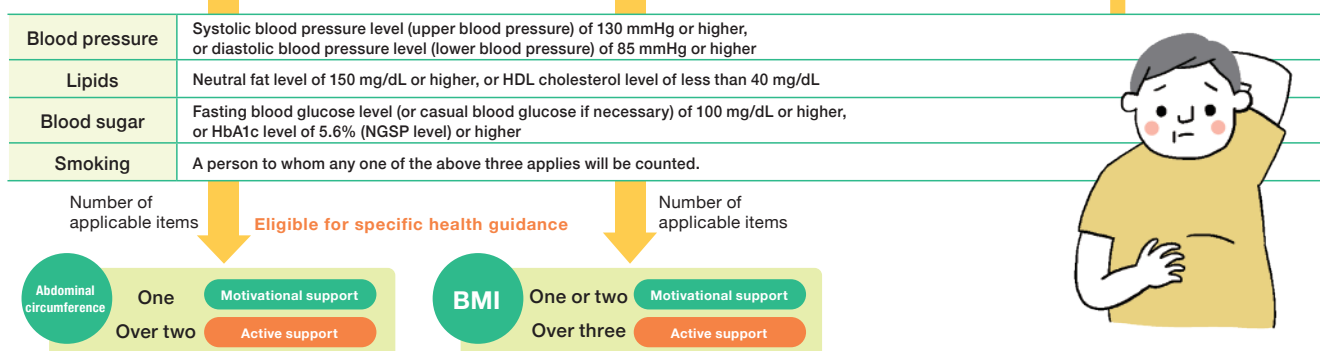 Blood pressure
Systolic blood pressure level (upper blood pressure) of 130 mmHg or higher,
or diastolic blood pressure level (lower blood pressure) of 85 mmHg or higher
Lipids
Neutral fat level of 150 mg/dL or higher, or HDL cholesterol level of less than 40 mg/dL
Blood sugar
Fasting blood glucose level (or casual blood glucose if necessary) of 100 mg/dL or higher,
or HbA1c level of 5.6% (NGSP level) or higher
Smoking
A person to whom any one of the above three applies will be counted.
Number of
applicable items
Eligible for specific health guidance
Number of
applicable items
Abdominal
circumference
One
Motivational support
Over two
Active support
BMI
One or two
Motivational support
Over three
Active support